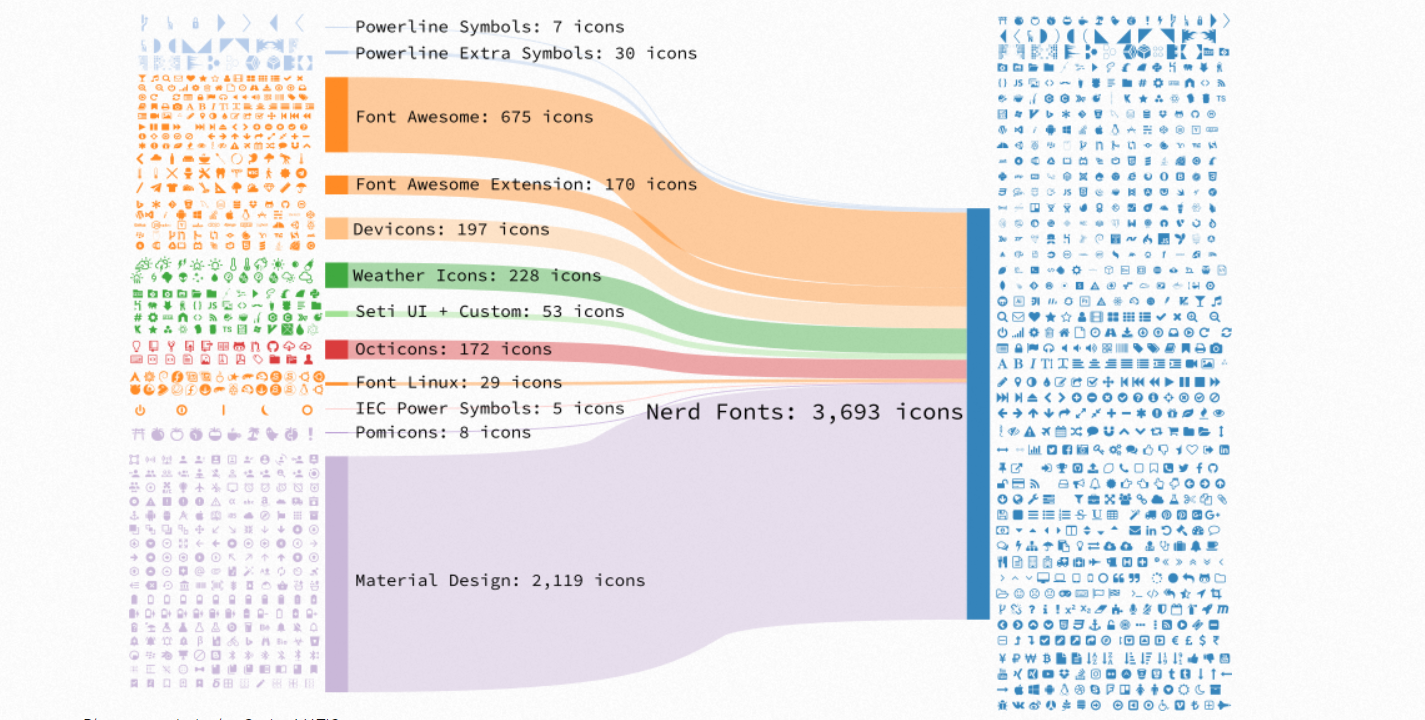 Powerline Symbols: 7 icons
Powerline Extra Symbols: 30 icons
Font Awesome: 675 icons
Font Awesome Extension: 170 icons
Devicons: 197 icons
Weather Icons: 228 icons
Seti UI + Custom: 53 icons
Octicons: 172 icons
Font Linux: 29 icons
IEC Power Symbols: 5 icons
Nerd Fonts: 3,693 icons
Pomicons: 8 icons
Material Design: 2,119 icons